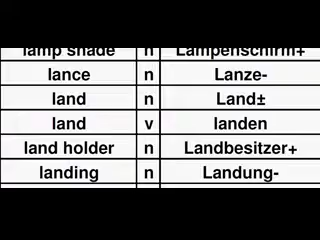 lamp shade n Lampenschirm+
lance n Lanze-
land n Land±
land v landen
land holder n Landbesitzer+
landing n Landung-